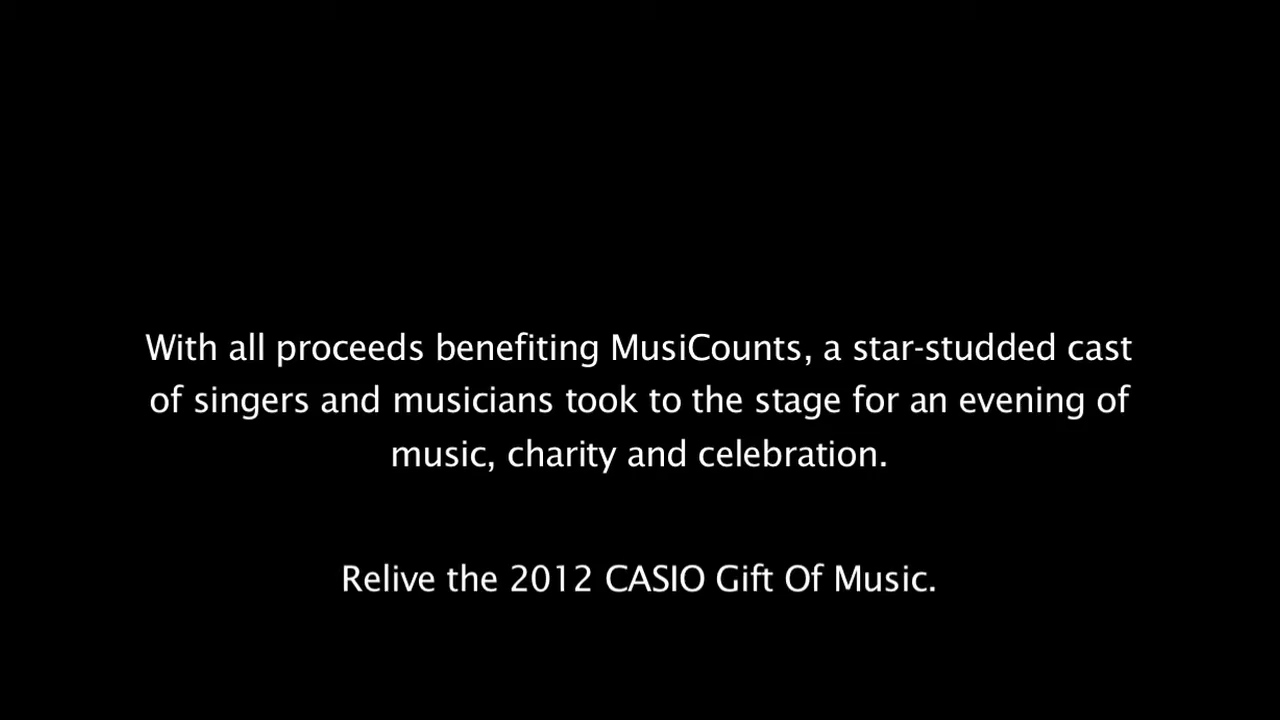 With all proceeds benefiting MusiCounts, a star-studded cast
of singers and musicians took to the stage for an evening of
music, charity and celebration.
Relive the 2012 CASIO Gift Of Music.